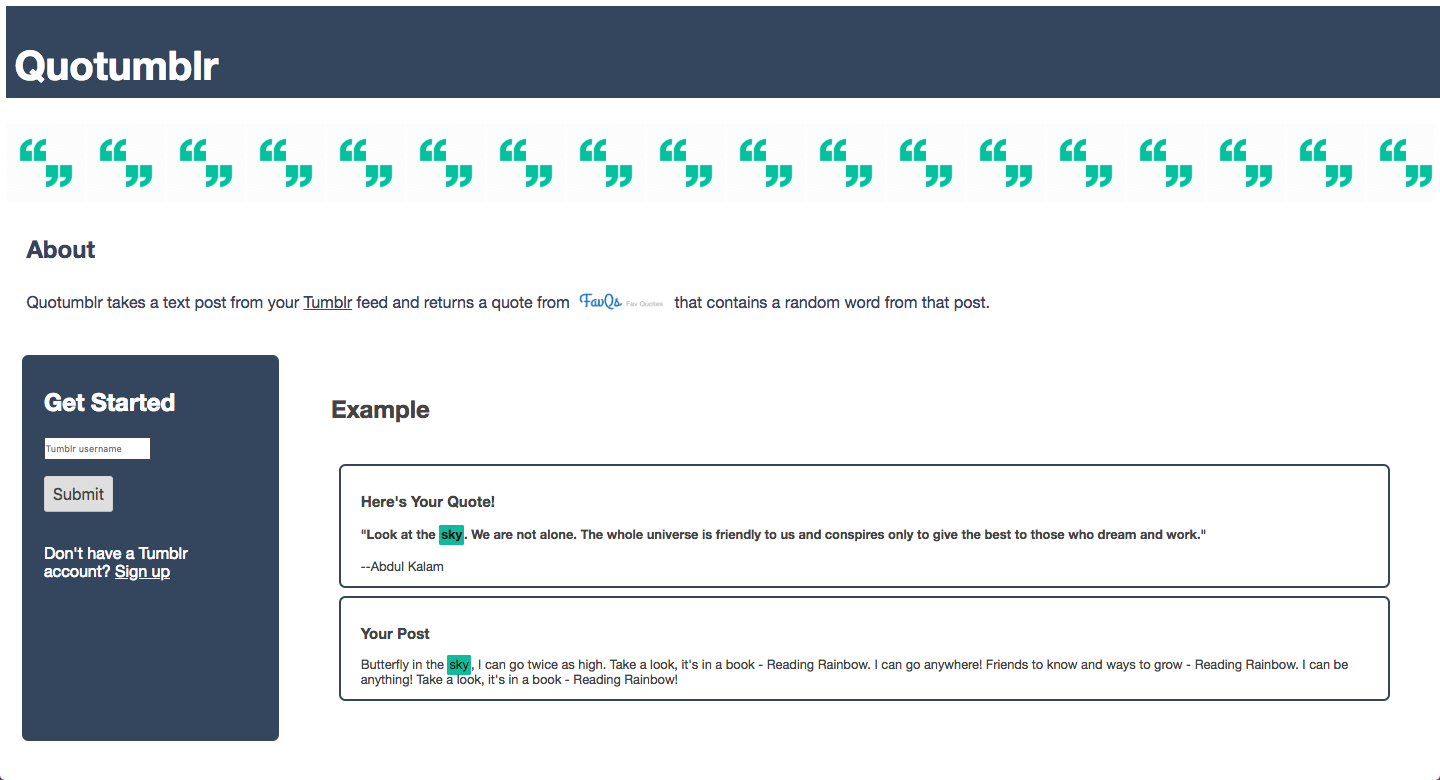 Quotumblr
About
Quotumblr takes a text post from your Tumblr feed and returns a quote from FavQs Fav Quotes that contains a random word from that post.
Get Started
Tumblr username
Submit
Don't have a Tumblr
account? Sign up
Example
Here's Your Quote!
"Look at the sky. We are not alone. The whole universe is friendly to us and conspires only to give the best to those who dream and work."
--Abdul Kalam
Your Post
Butterfly in the sky, I can go twice as high. Take a look, it's in a book - Reading Rainbow. I can go anywhere! Friends to know and ways to grow - Reading Rainbow. I can be
anything! Take a look, it's in a book - Reading Rainbow!